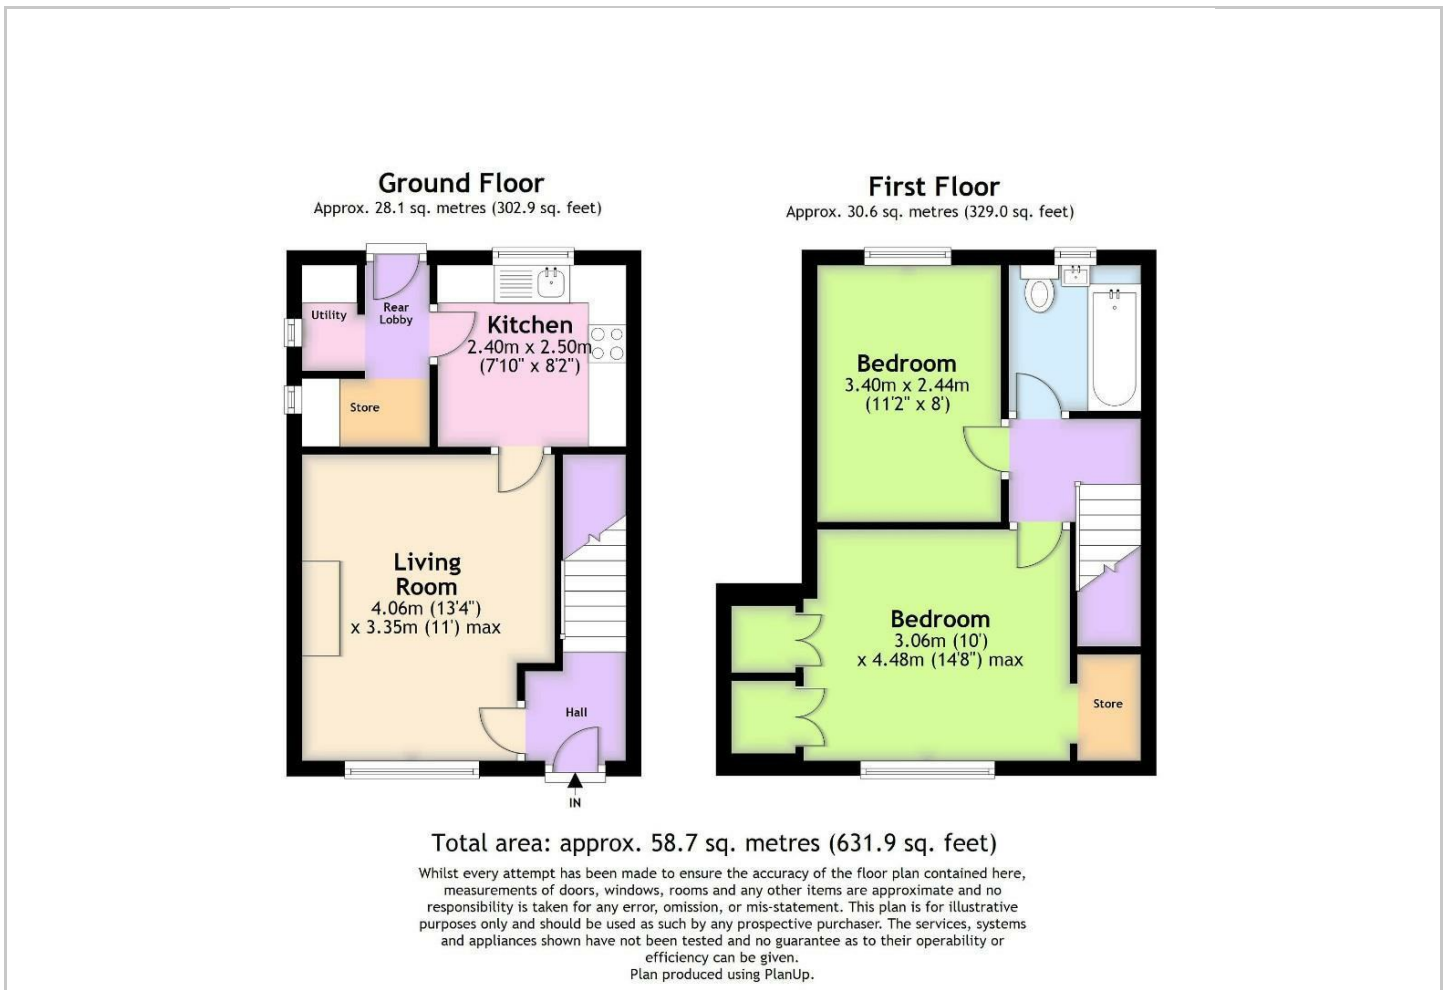 Ground Floor
Approx. 28.1 sq. metres (302.9 sq. feet)
Utility
Rear
Lobby
Kitchen
2.40m x 2.50m
(7'10" x 8'2")
Store
Living
Room
4.06m (13'4")
x 3.35m (11') max
Hall
IN
First Floor
Approx. 30.6 sq. metres (329.0 sq. feet)
Bedroom
3.40m x 2.44m
(11'2" x 8')
Bedroom
3.06m (10')
x 4.48m (14'8") max
Store
Total area: approx. 58.7 sq. metres (631.9 sq. feet)
Whilst every attempt has been made to ensure the accuracy of the floor plan contained here,
measurements of doors, windows, rooms and any other items are approximate and no
responsibility is taken for any error, omission, or mis-statement. This plan is for illustrative
purposes only and should be used as such by any prospective purchaser. The services, systems
and appliances shown have not been tested and no guarantee as to their operability or
efficiency can be given.
Plan produced using PlanUp.